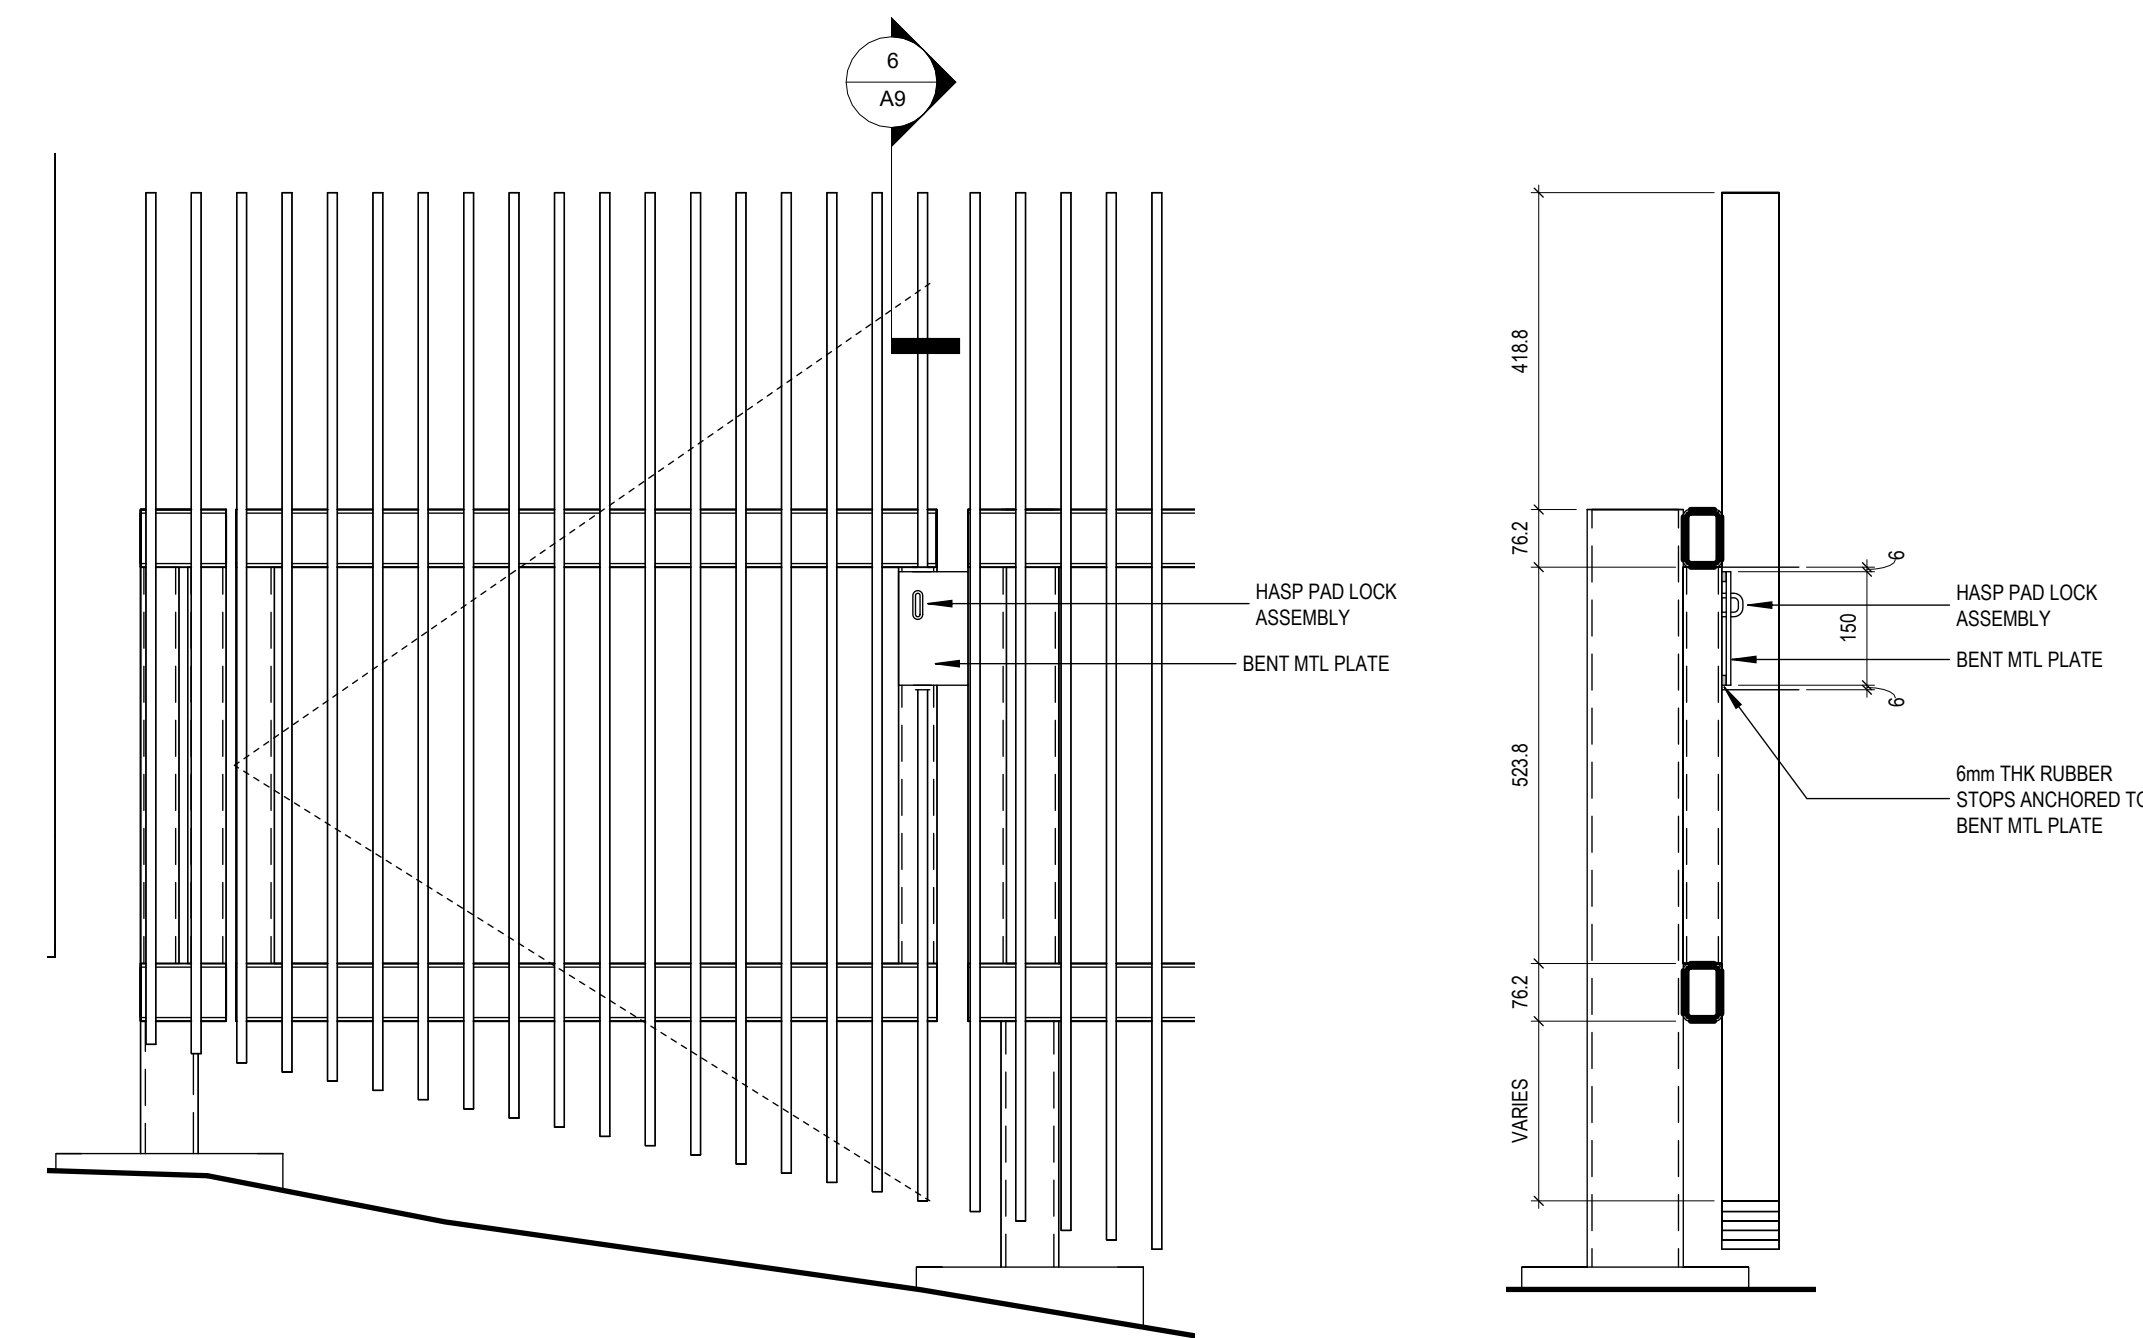 6
A9
HASP PAD LOCK
ASSEMBLY
BENT MTL PLATE
418.8
76.2
523.8
76.2
VARIES
6
150
6
HASP PAD LOCK
ASSEMBLY
BENT MTL PLATE
6mm THK RUBBER
STOPS ANCHORED TO
BENT MTL PLATE